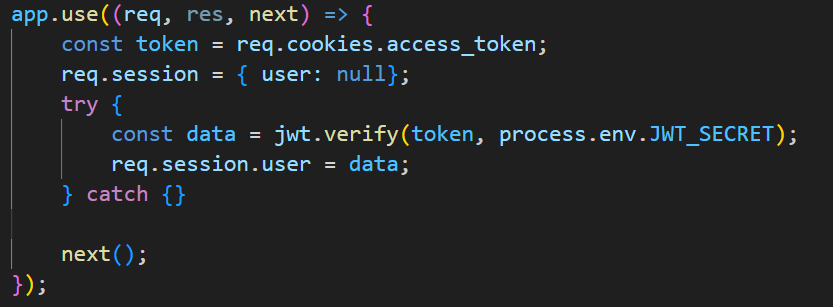 app.use((req, res, next) => {
    const token = req.cookies.access_token;
    req.session = { user: null};
    try {
        const data = jwt.verify(token, process.env.JWT_SECRET);
        req.session.user = data;
    } catch {}

    next();
});